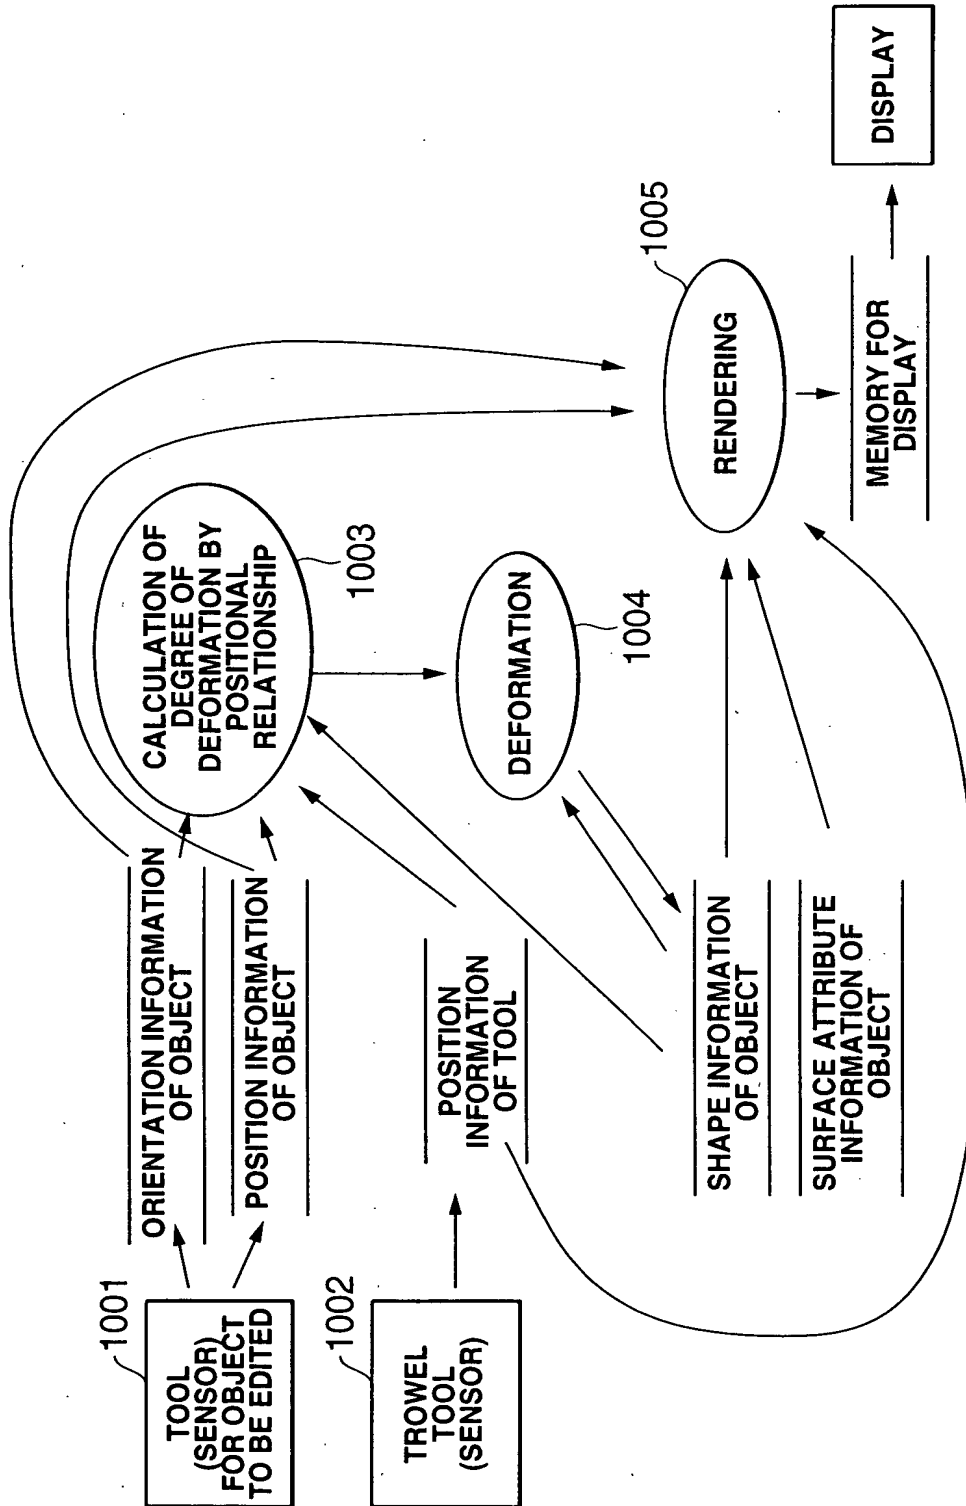 1001
TOOL
(SENSOR)
FOR OBJECT
TO BE EDITED
ORIENTATION INFORMATION
OF OBJECT
POSITION INFORMATION
OF OBJECT
CALCULATION OF
DEGREE OF
DEFORMATION BY
POSITIONAL
RELATIONSHIP
1003
1002
TROWEL
TOOL
(SENSOR)
POSITION
INFORMATION
OF TOOL
DEFORMATION
1004
SHAPE INFORMATION
OF OBJECT
SURFACE ATTRIBUTE
INFORMATION OF
OBJECT
1005
RENDERING
MEMORY FOR
DISPLAY
DISPLAY